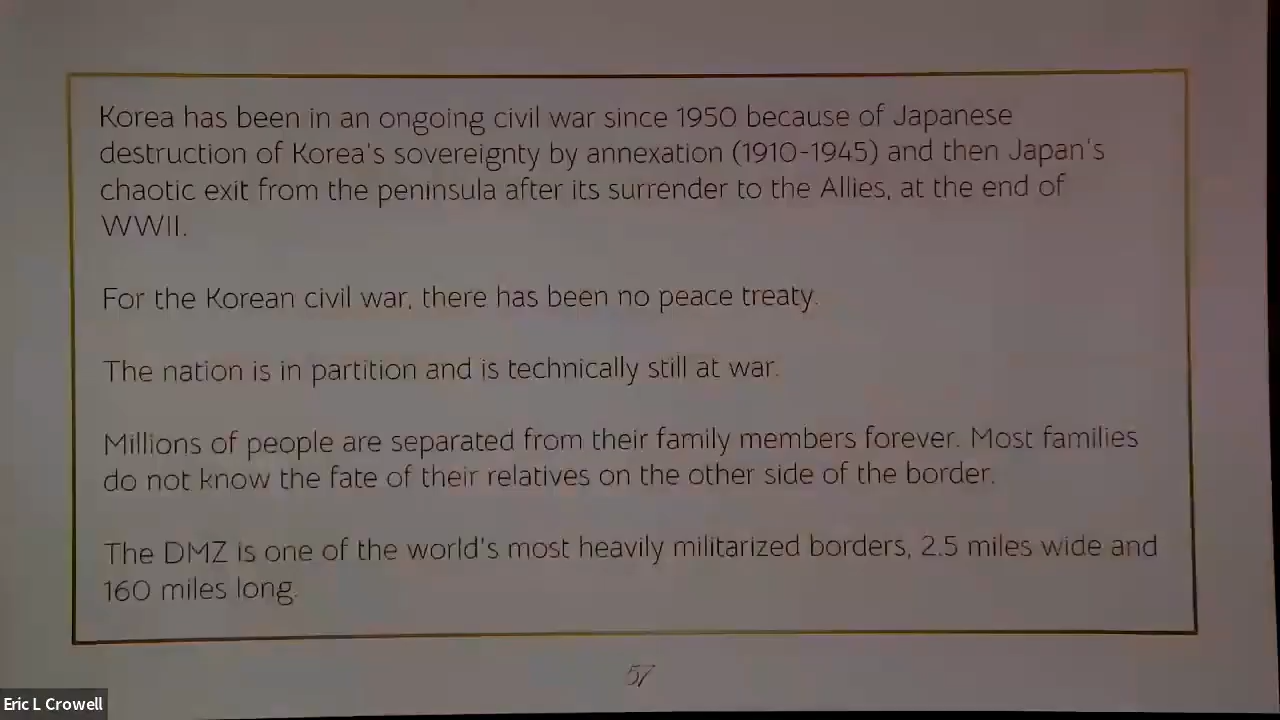 Korea has been in an ongoing civil war since 1950 because of Japanese
destruction of Korea's sovereignty by annexation (1910-1945) and then Japan's
chaotic exit from the peninsula after its surrender to the Allies, at the end of
WWII.
For the Korean civil war, there has been no peace treaty.
The nation is in partition and is technically still at war.
Millions of people are separated from their family members forever. Most families
do not know the fate of their relatives on the other side of the border.
The DMZ is one of the world's most heavily militarized borders, 2.5 miles wide and
160 miles long.
57
Eric L Crowell